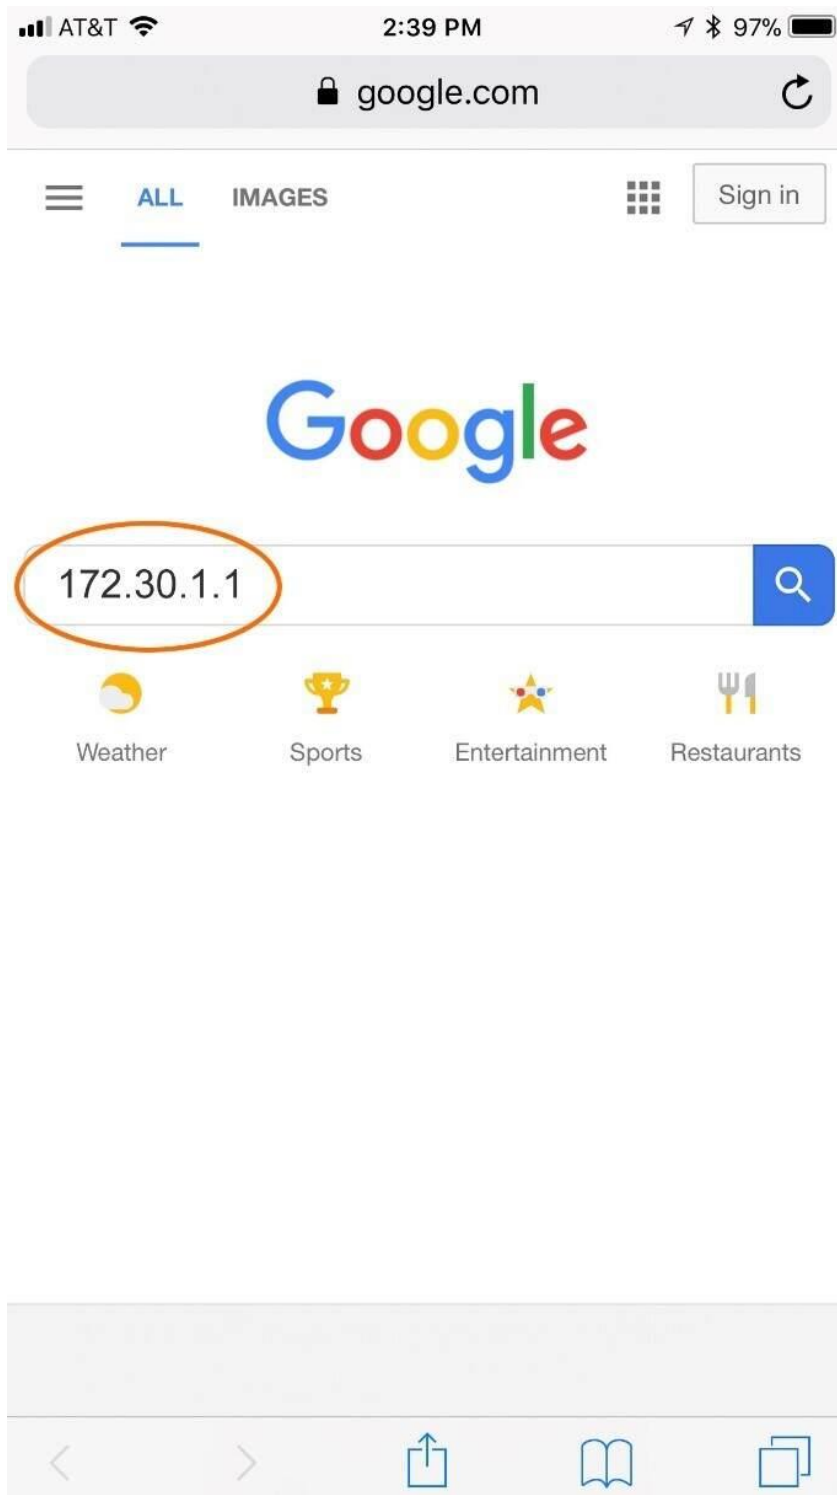 AT&T 2:39 PM 97%
google.com
ALL IMAGES Sign in
Google
172.30.1.1
Weather Sports Entertainment Restaurants